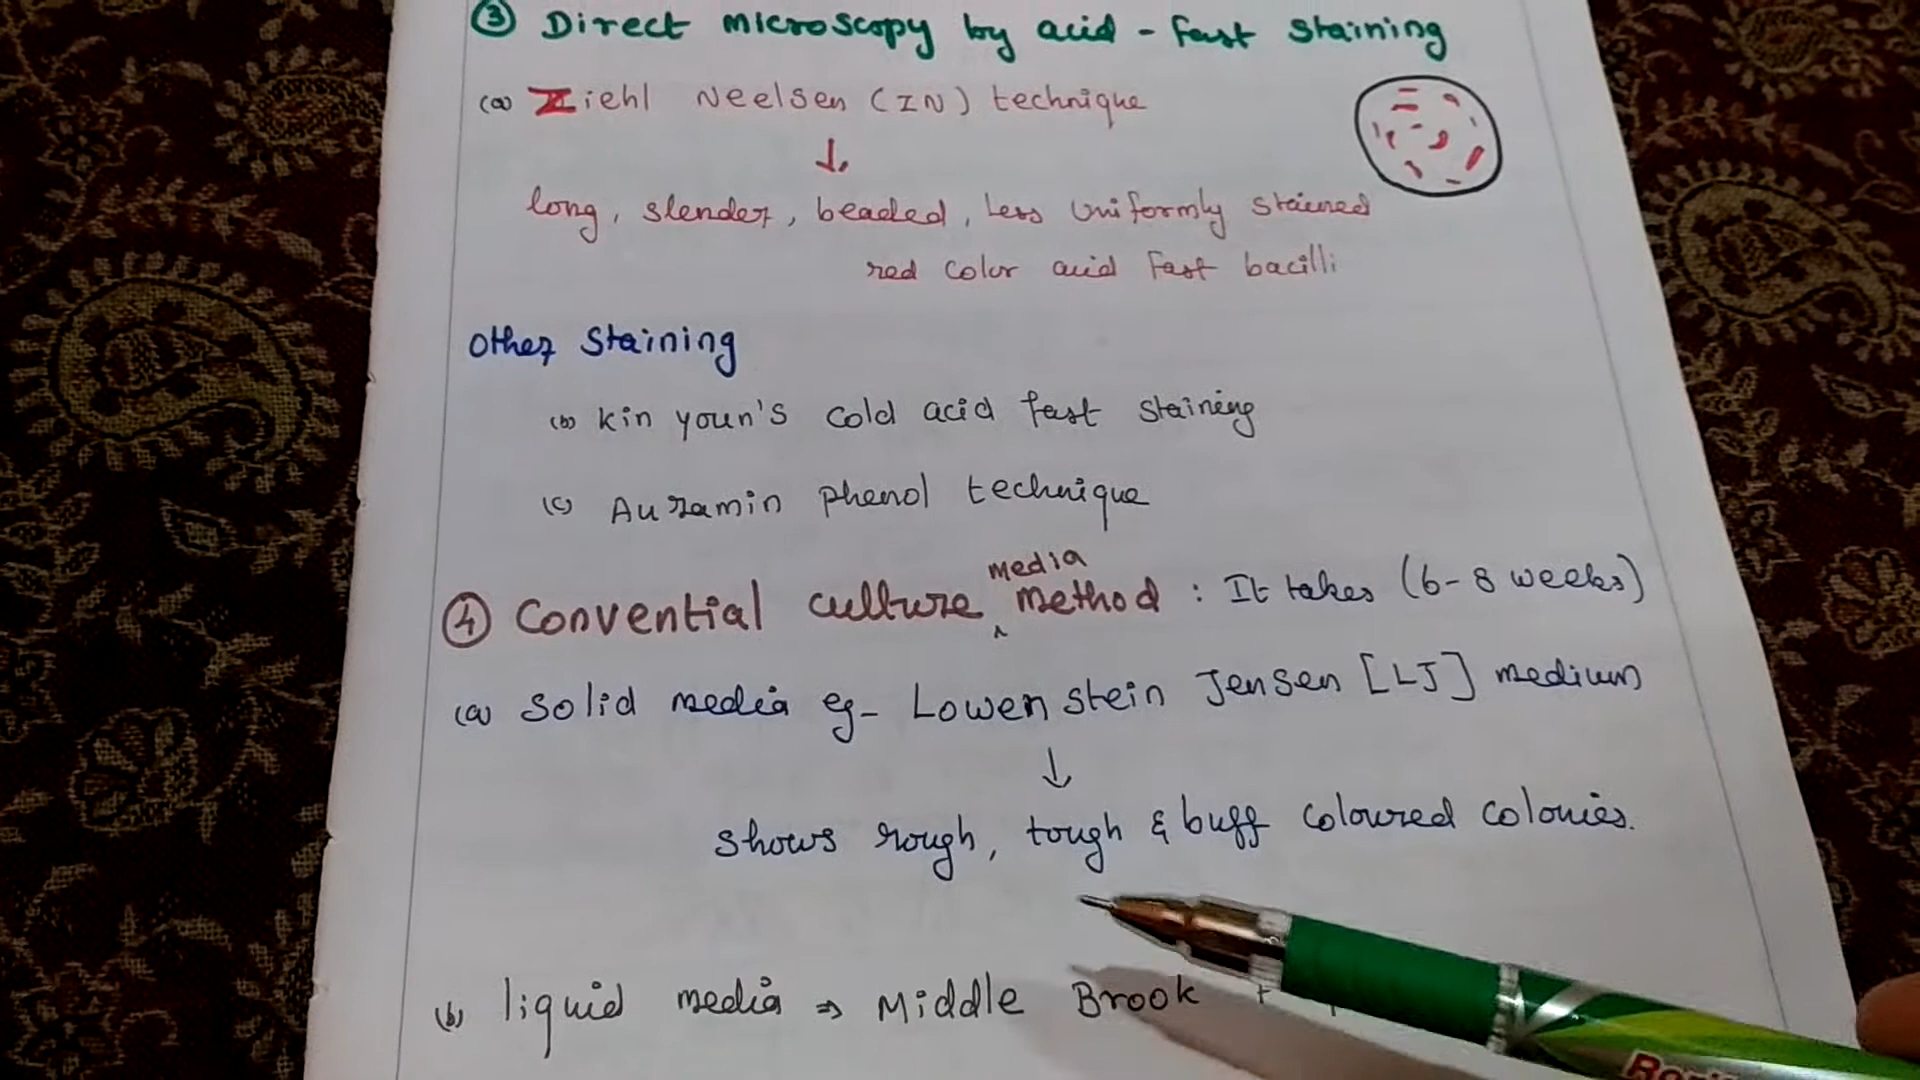 ③ Direct microscopy by acid - fast staining
(a) Ziehl Neelsen (ZN) technique
↓
long, slender, beaded, less uniformly stained
red color acid fast bacilli
Other Staining
(b) Kin youn's cold acid fast staining
(c) Auramin phenol technique
media
④ Convential culture ^ method : It takes (6-8 weeks)
(a) Solid media eg- Lowen stein Jensen [LJ] medium
↓
shows rough, tough & buff coloured colonies.
(b) liquid media ⇒ Middle Brook